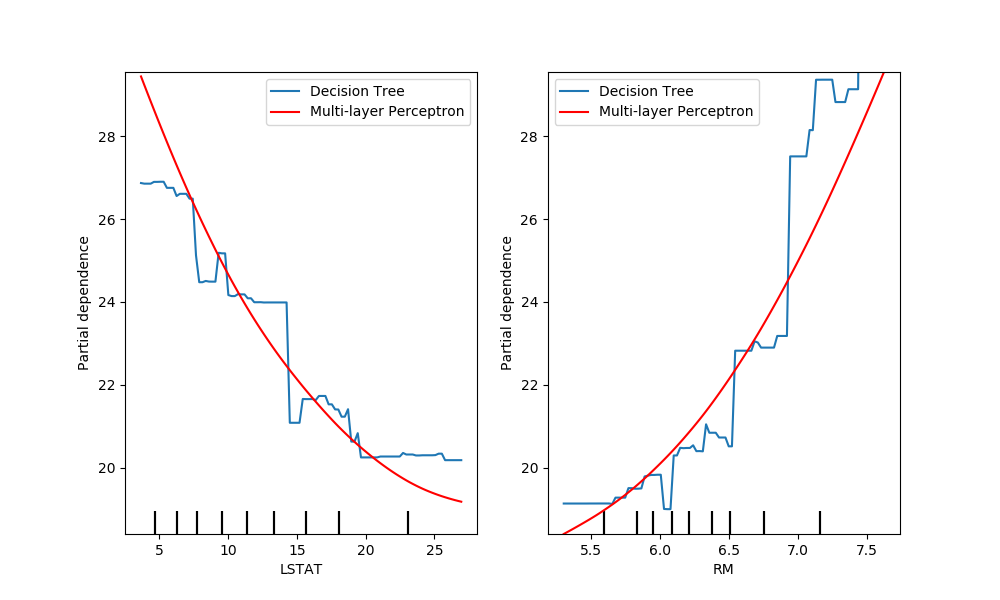 Decision Tree
Multi-layer Perceptron
28
26
24
22
20
Partial dependence
5
10
15
20
25
LSTAT
Decision Tree
Multi-layer Perceptron
28
26
24
22
20
Partial dependence
5.5
6.0
6.5
7.0
7.5
RM